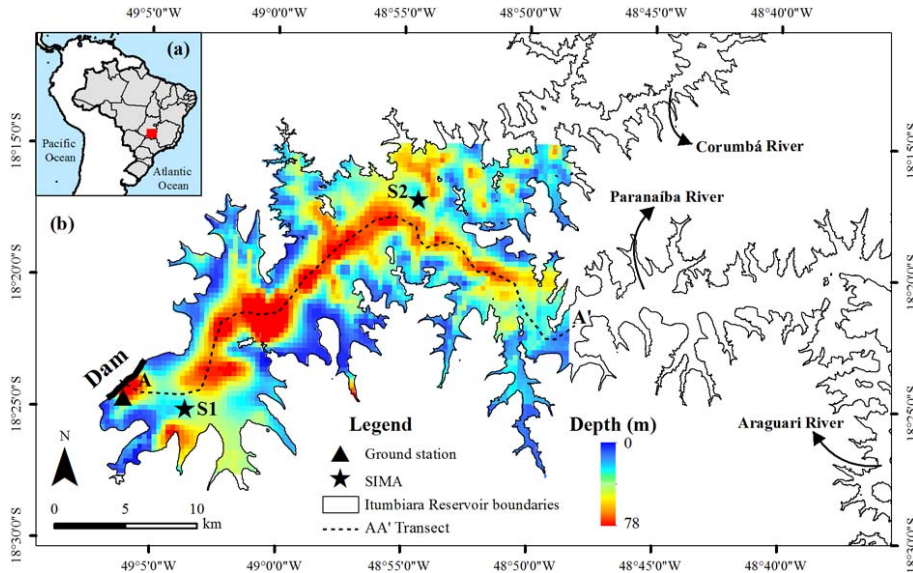 49°5'0"W 49°0'0"W 48°55'0"W 48°50'0"W 48°45'0"W 48°40'0"W
(a)
Pacific
Ocean
Atlantic
Ocean
(b)
18°15'0"S
18°20'0"S
18°25'0"S
18°30'0"S
18°15'0"S
18°20'0"S
18°25'0"S
18°30'0"S
Corumbá River
Paranaíba River
Araguari River
S2
A'
Dam
A
S1
N
0 5 10
km
Legend
Ground station
SIMA
Itumbiara Reservoir boundaries
AA' Transect
Depth (m)
0
78
49°5'0"W 49°0'0"W 48°55'0"W 48°50'0"W 48°45'0"W 48°40'0"W